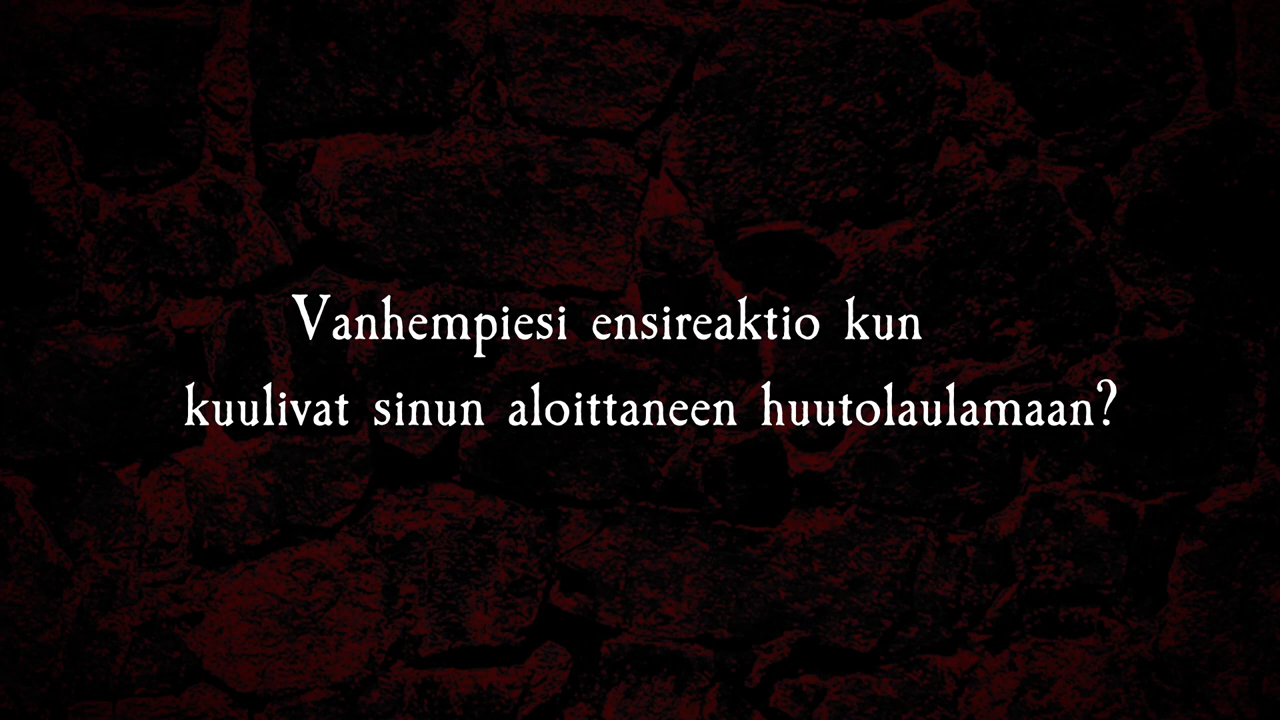 Vanhempiesi ensireaktio kun
kuulivat sinun aloittaneen huutolaulamaan?